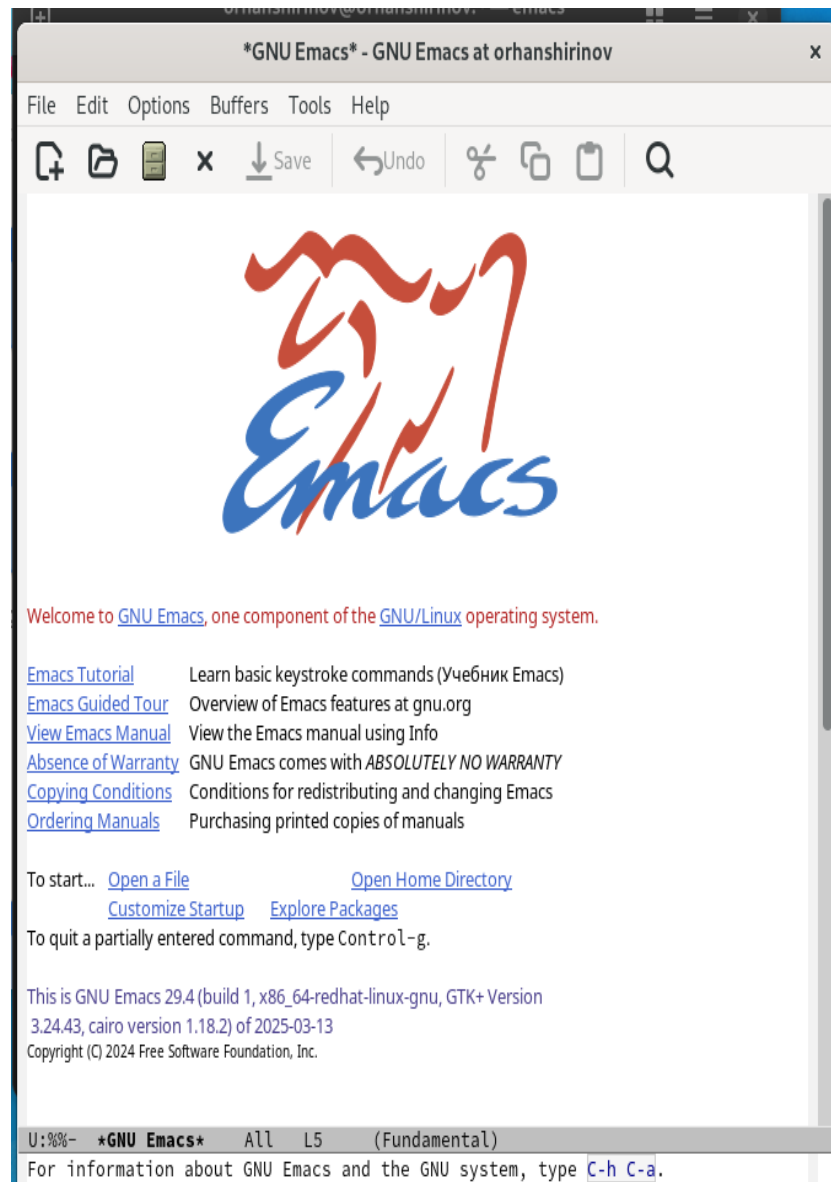 orhanshirinov@orhanshirinov: — emacs
*GNU Emacs* - GNU Emacs at orhanshirinov
File Edit Options Buffers Tools Help
Save Undo
Emacs
Welcome to GNU Emacs, one component of the GNU/Linux operating system.
Emacs Tutorial Learn basic keystroke commands (Учебник Emacs)
Emacs Guided Tour Overview of Emacs features at gnu.org
View Emacs Manual View the Emacs manual using Info
Absence of Warranty GNU Emacs comes with ABSOLUTELY NO WARRANTY
Copying Conditions Conditions for redistributing and changing Emacs
Ordering Manuals Purchasing printed copies of manuals
To start... Open a File Open Home Directory
Customize Startup Explore Packages
To quit a partially entered command, type Control-g.
This is GNU Emacs 29.4 (build 1, x86_64-redhat-linux-gnu, GTK+ Version
3.24.43, cairo version 1.18.2) of 2025-03-13
Copyright (C) 2024 Free Software Foundation, Inc.
U:%%- *GNU Emacs* All L5 (Fundamental)
For information about GNU Emacs and the GNU system, type C-h C-a.